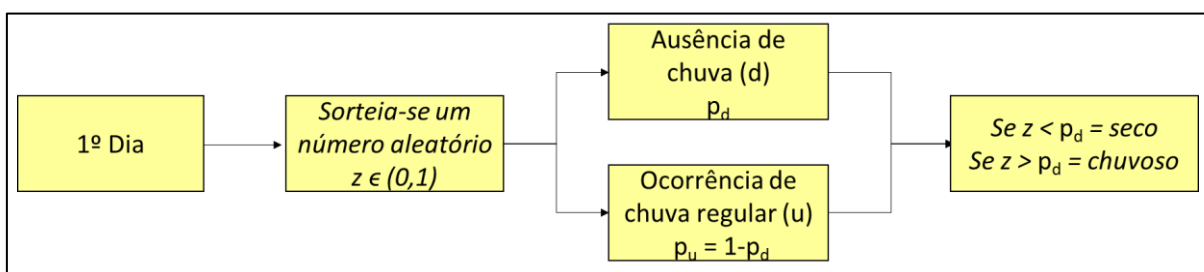 1º Dia
Sorteia-se um
número aleatório
z ϵ (0,1)
Ausência de
chuva (d)
pd
Ocorrência de
chuva regular (u)
pu = 1-pd
Se z < pd = seco
Se z > pd = chuvoso